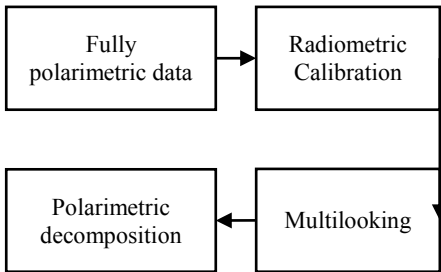 Fully
polarimetric data
Radiometric
Calibration
Multilooking
Polarimetric
decomposition